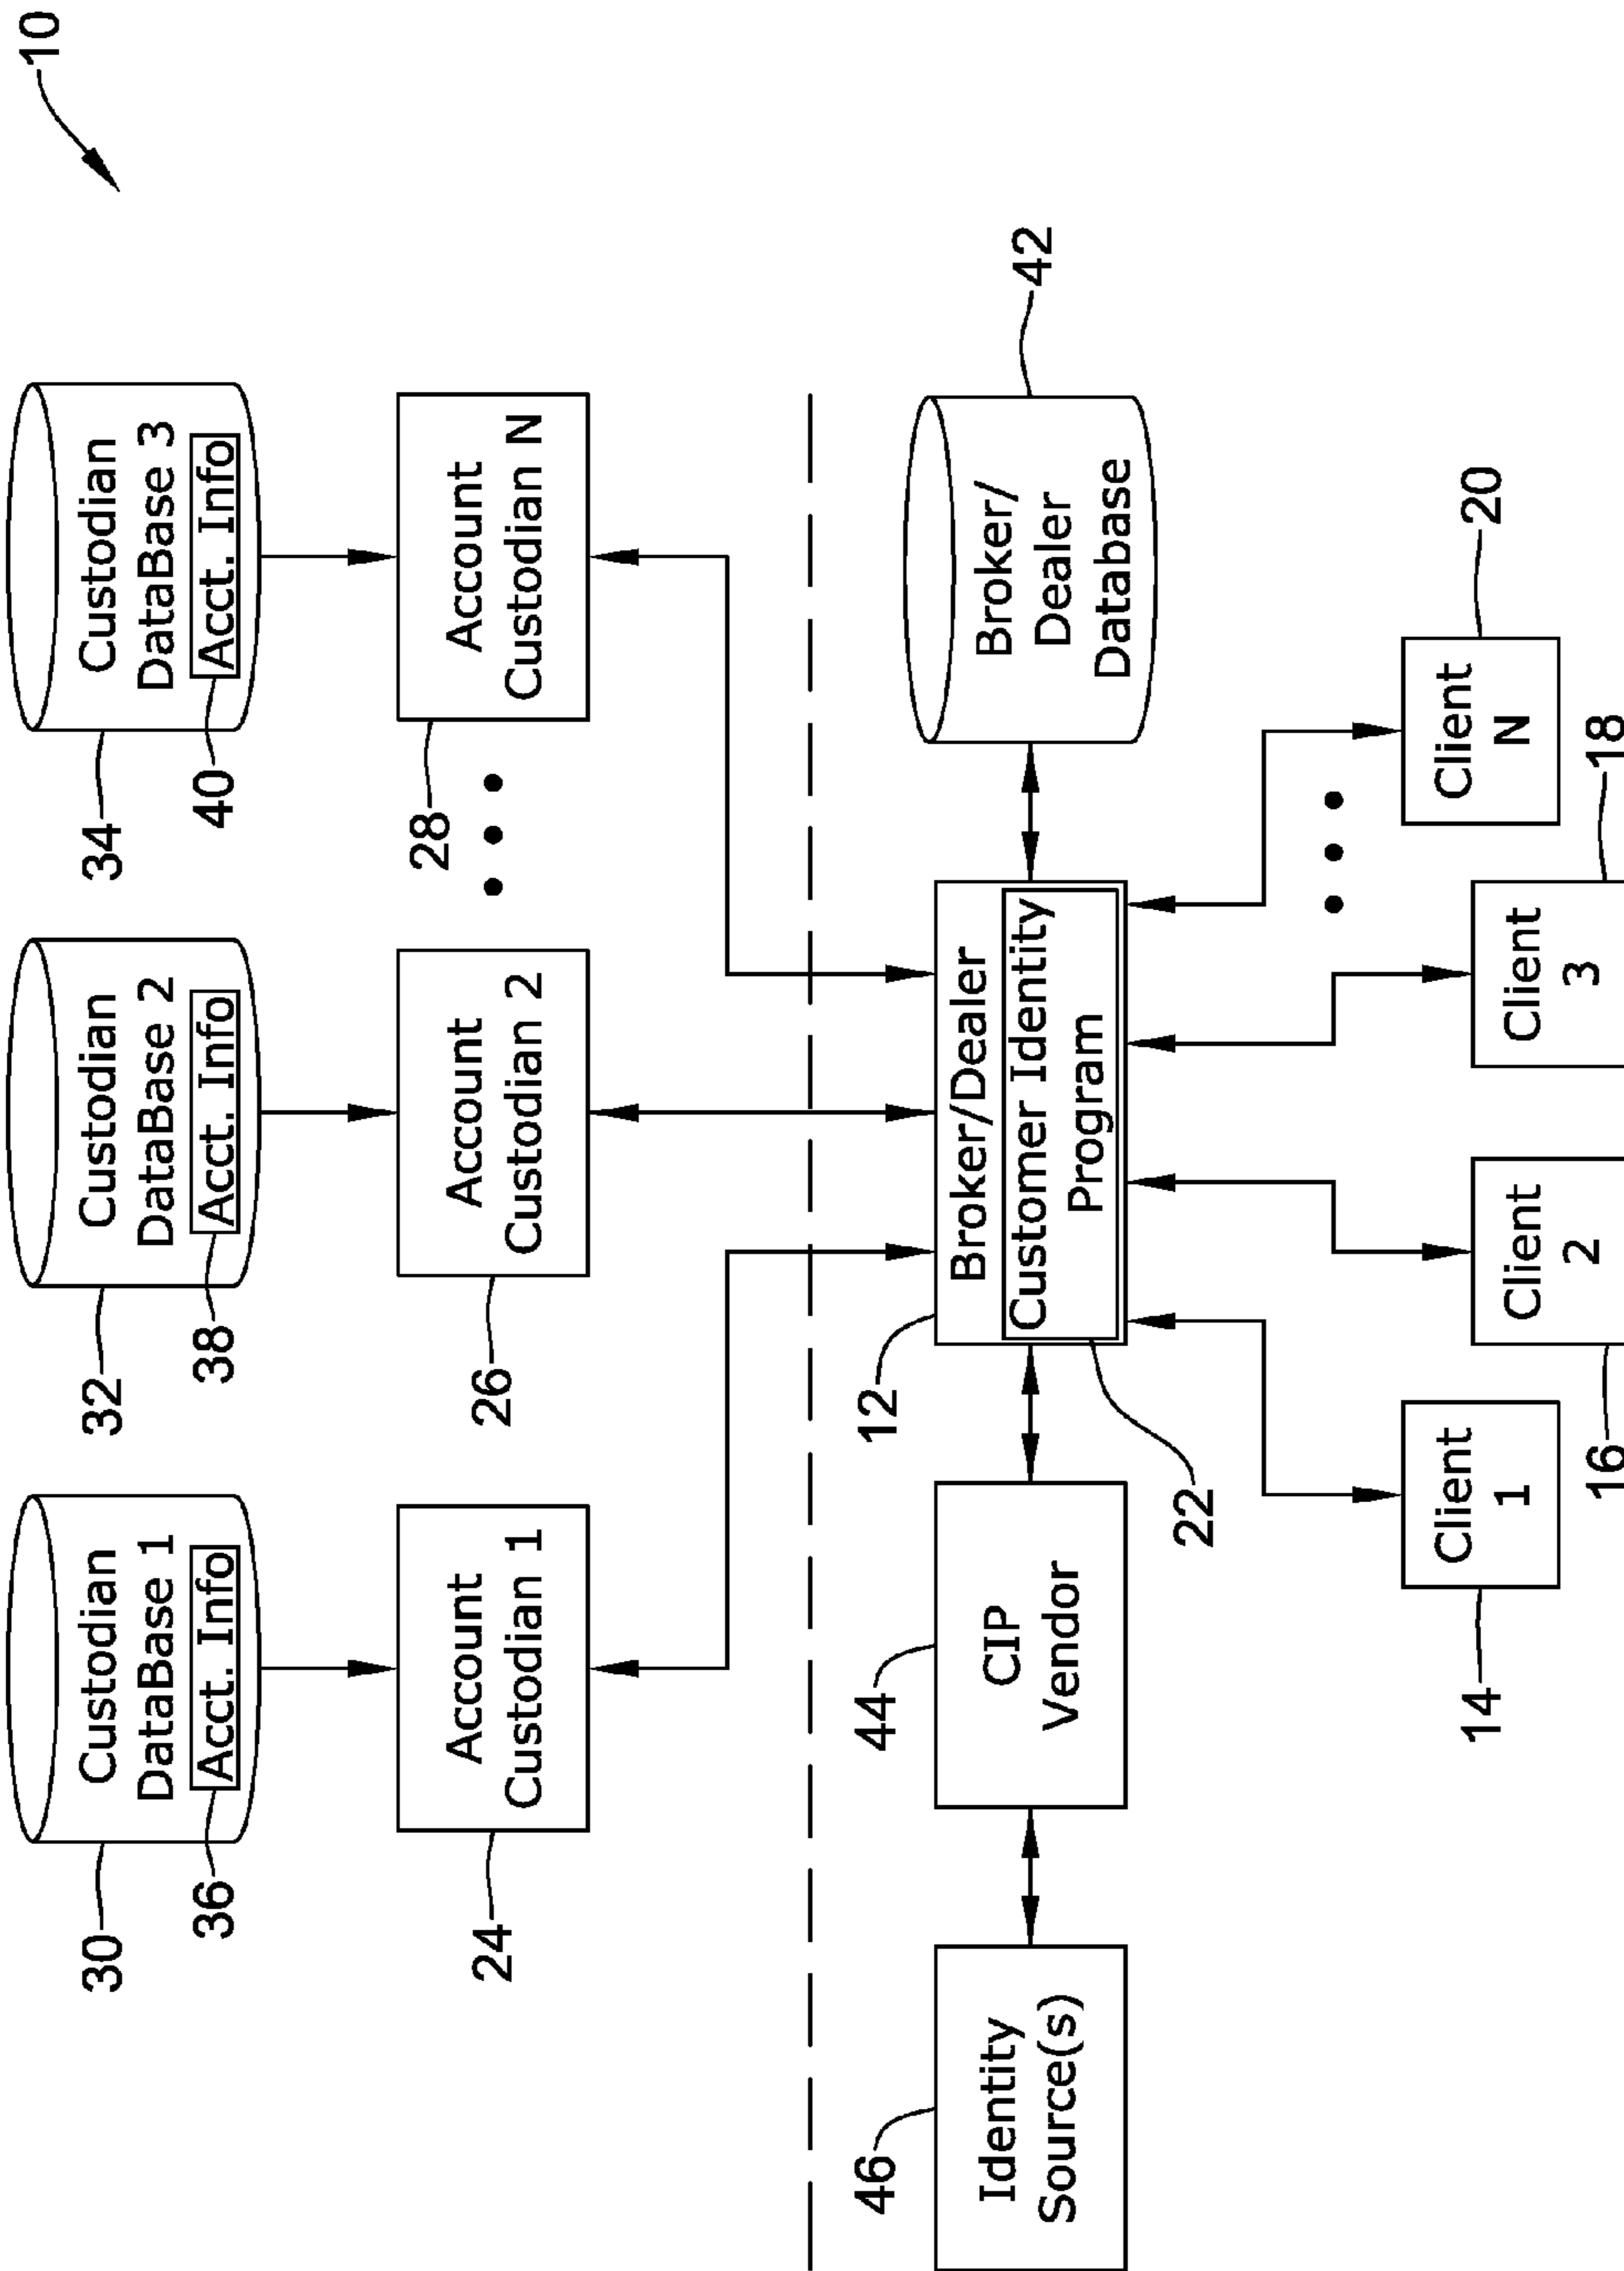 10
30
Custodian
DataBase 1
Acct. Info
36
32
Custodian
DataBase 2
Acct. Info
38
34
Custodian
DataBase 3
Acct. Info
40
24
Account
Custodian 1
26
Account
Custodian 2
28
Account
Custodian N
46
Identity
Source(s)
44
CIP
Vendor
12
Broker/Dealer
Customer Identity
Program
22
Broker/
Dealer
Database
42
14
Client
1
16
Client
2
Client
3
18
Client
N
20